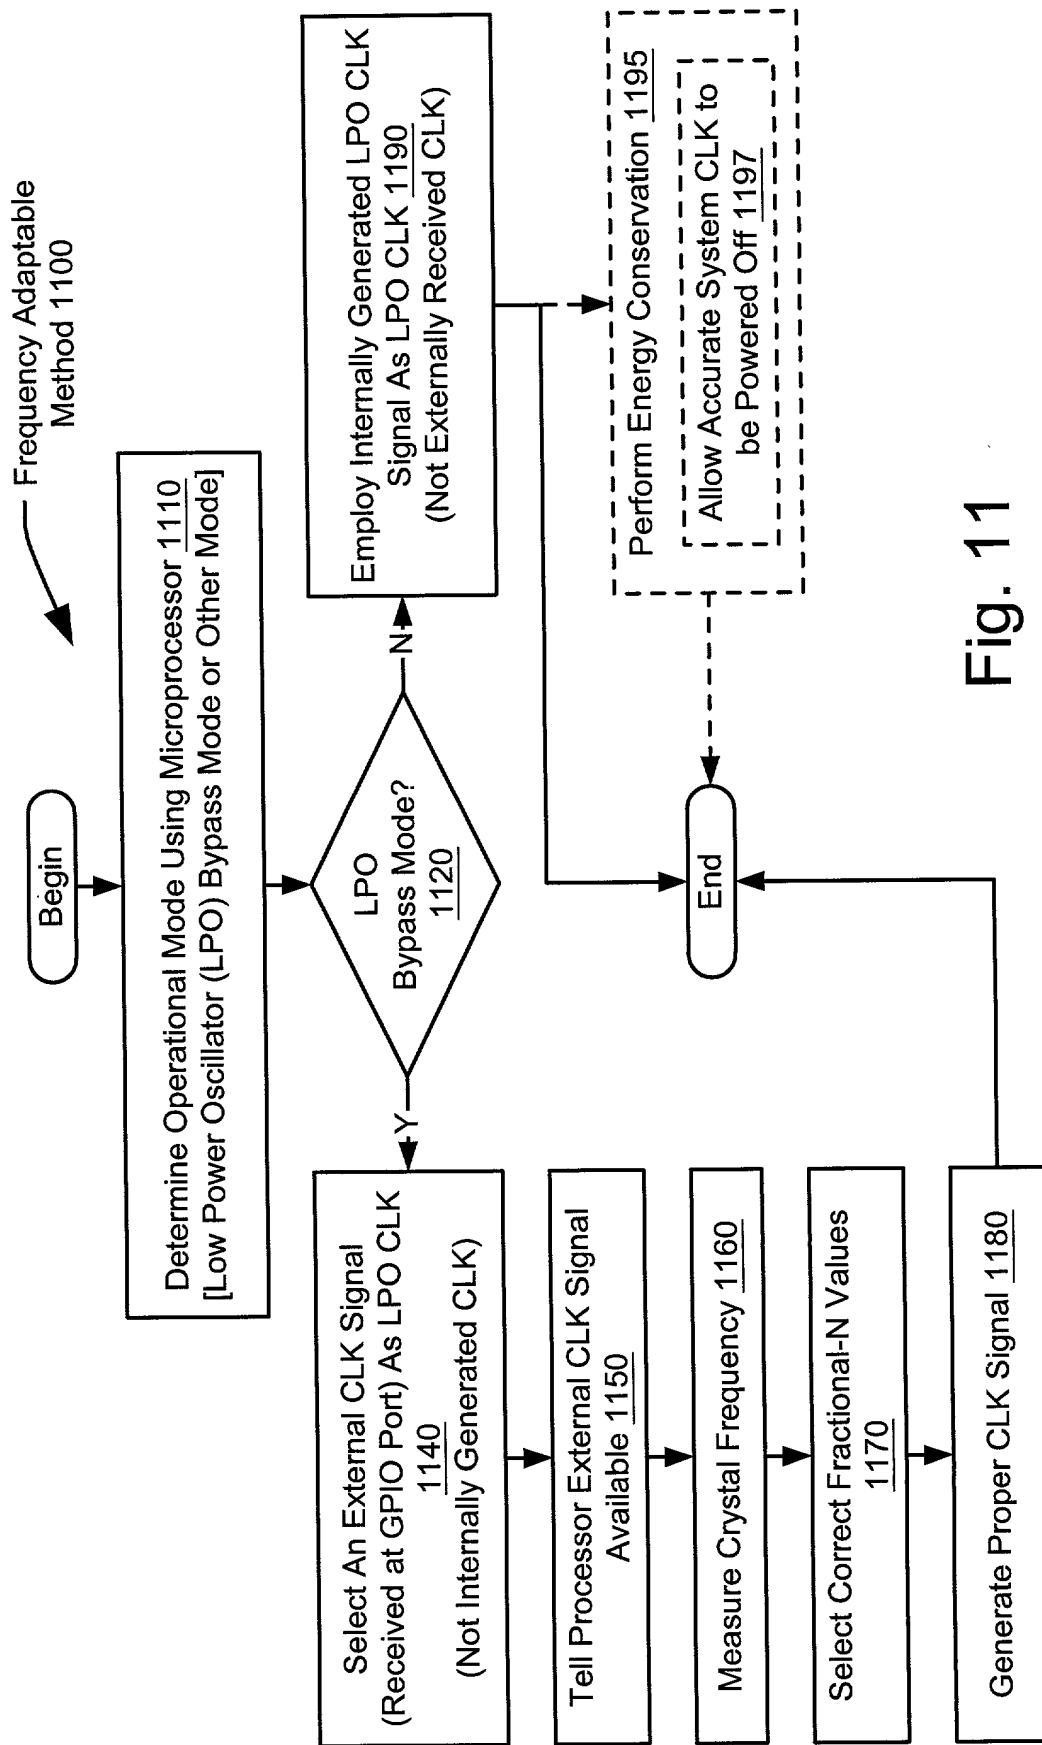 Frequency Adaptable
Method 1100
Begin
Determine Operational Mode Using Microprocessor 1110
[Low Power Oscillator (LPO) Bypass Mode or Other Mode]
LPO
Bypass Mode?
1120
Y
N
Select An External CLK Signal
(Received at GPIO Port) As LPO CLK
1140
(Not Internally Generated CLK)
Tell Processor External CLK Signal
Available 1150
Measure Crystal Frequency 1160
Select Correct Fractional-N Values
1170
Generate Proper CLK Signal 1180
Employ Internally Generated LPO CLK
Signal As LPO CLK 1190
(Not Externally Received CLK)
Perform Energy Conservation 1195
Allow Accurate System CLK to
be Powered Off 1197
End
Fig. 11